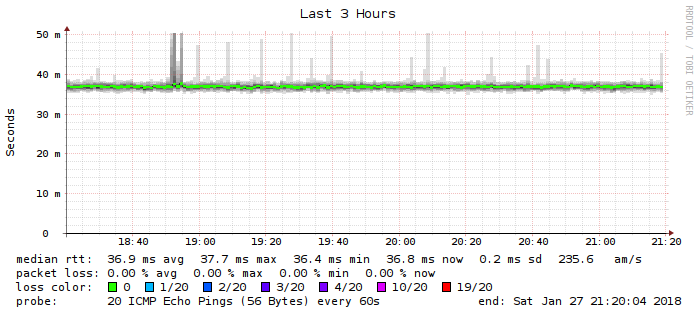 Last 3 Hours
RRDTOOL / TOBI OETIKER
Seconds
50 m
40 m
30 m
20 m
10 m
0
18:40 19:00 19:20 19:40 20:00 20:20 20:40 21:00 21:20
median rtt: 36.9 ms avg 37.7 ms max 36.4 ms min 36.8 ms now 0.2 ms sd 235.6 am/s
packet loss: 0.00 % avg 0.00 % max 0.00 % min 0.00 % now
loss color: 0 1/20 2/20 3/20 4/20 10/20 19/20
probe: 20 ICMP Echo Pings (56 Bytes) every 60s end: Sat Jan 27 21:20:04 2018